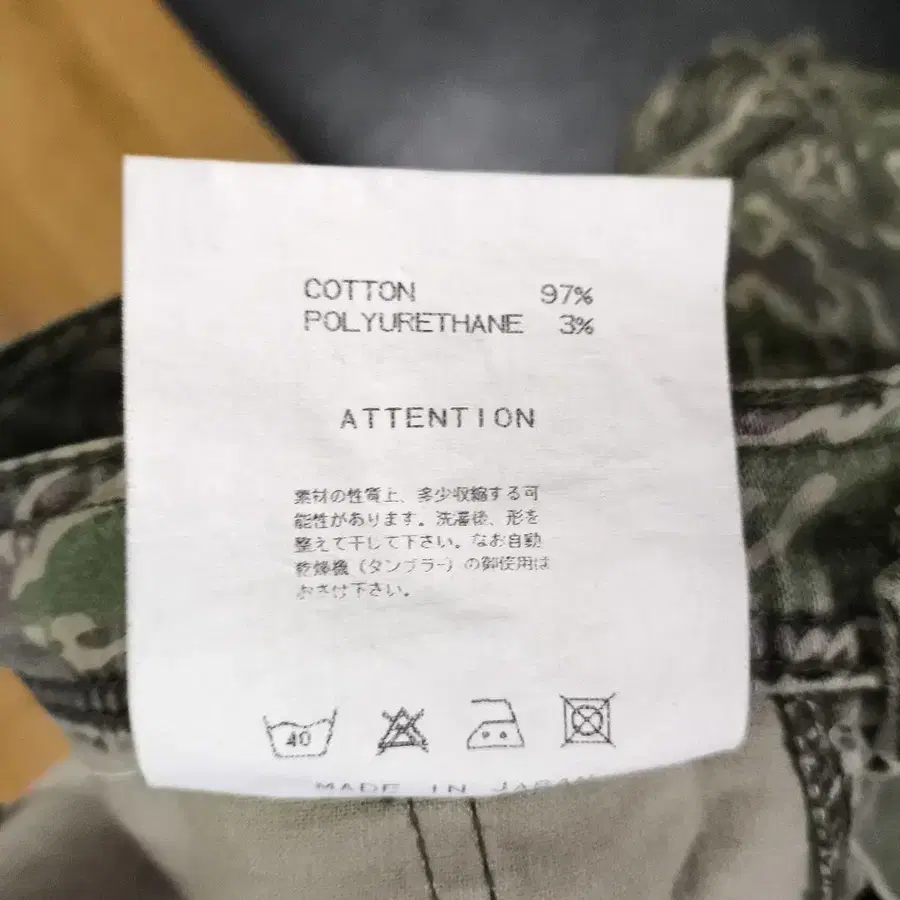 COTTON 97%
POLYURETHANE 3%
ATTENTION
素材の性質上、多少収縮する可
能性があります。洗濯後、形を
整えて干して下さい。なお自動
乾燥機（タンブラー）の御使用は
おさけ下さい。
40
MADE IN JAPAN